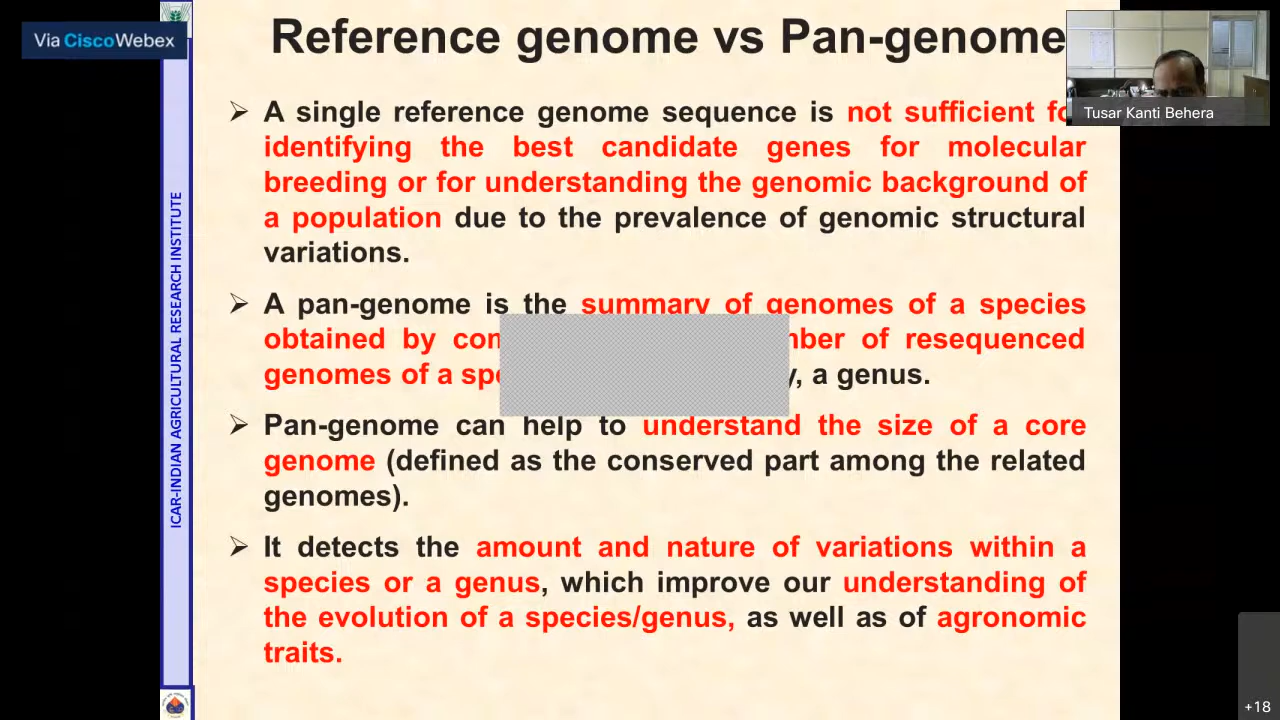 Via Cisco Webex
Reference genome vs Pan-genome
Tusar Kanti Behera
ICAR-INDIAN AGRICULTURAL RESEARCH INSTITUTE
➢ A single reference genome sequence is not sufficient
identifying the best candidate genes for molecular
breeding or for understanding the genomic background of
a population due to the prevalence of genomic structural
variations.
➢ A pan-genome is the summary of genomes of a species
obtained by of resequenced
genomes of a a genus.
➢ Pan-genome can help to understand the size of a core
genome (defined as the conserved part among the related
genomes).
➢ It detects the amount and nature of variations within a
species or a genus, which improve our understanding of
the evolution of a species/genus, as well as of agronomic
traits.
+18